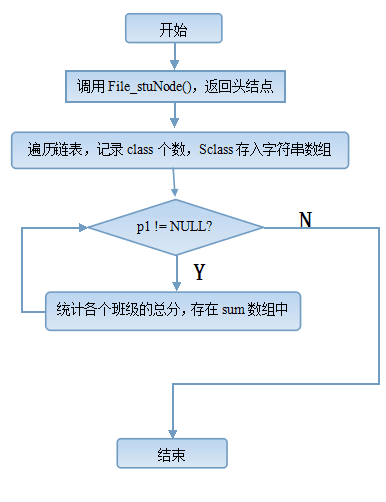 开始
调用 File_stuNode()，返回头结点
遍历链表，记录 class 个数，Sclass 存入字符串数组
p1 != NULL?
N
Y
统计各个班级的总分，存在 sum 数组中
结束